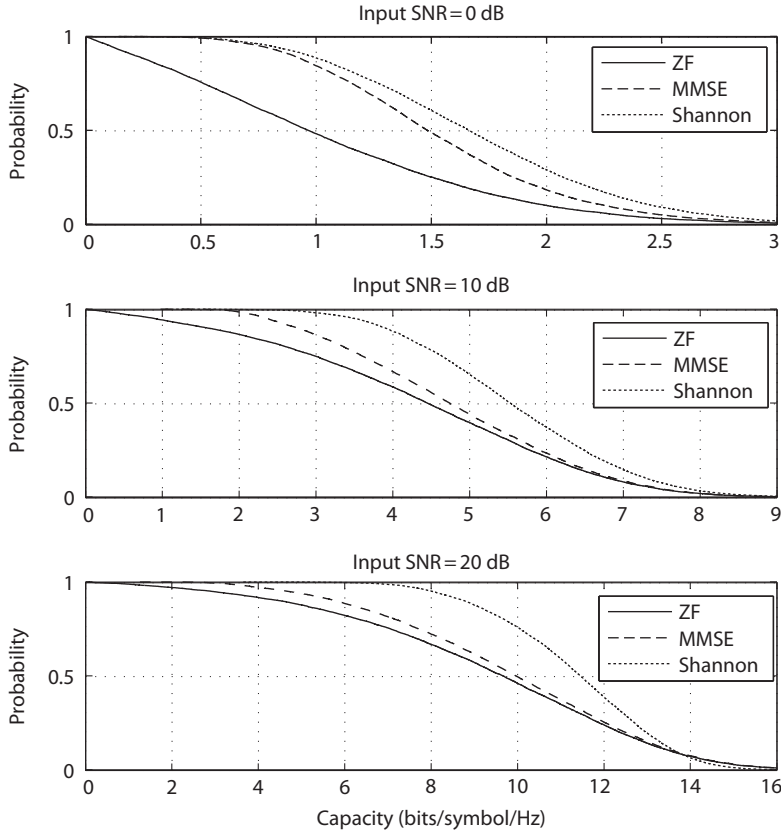 Input SNR=0 dB
1
0.5
0
Probability
0 0.5 1 1.5 2 2.5 3
ZF
MMSE
Shannon
Input SNR=10 dB
1
0.5
0
Probability
0 1 2 3 4 5 6 7 8 9
ZF
MMSE
Shannon
Input SNR=20 dB
1
0.5
0
Probability
0 2 4 6 8 10 12 14 16
ZF
MMSE
Shannon
Capacity (bits/symbol/Hz)